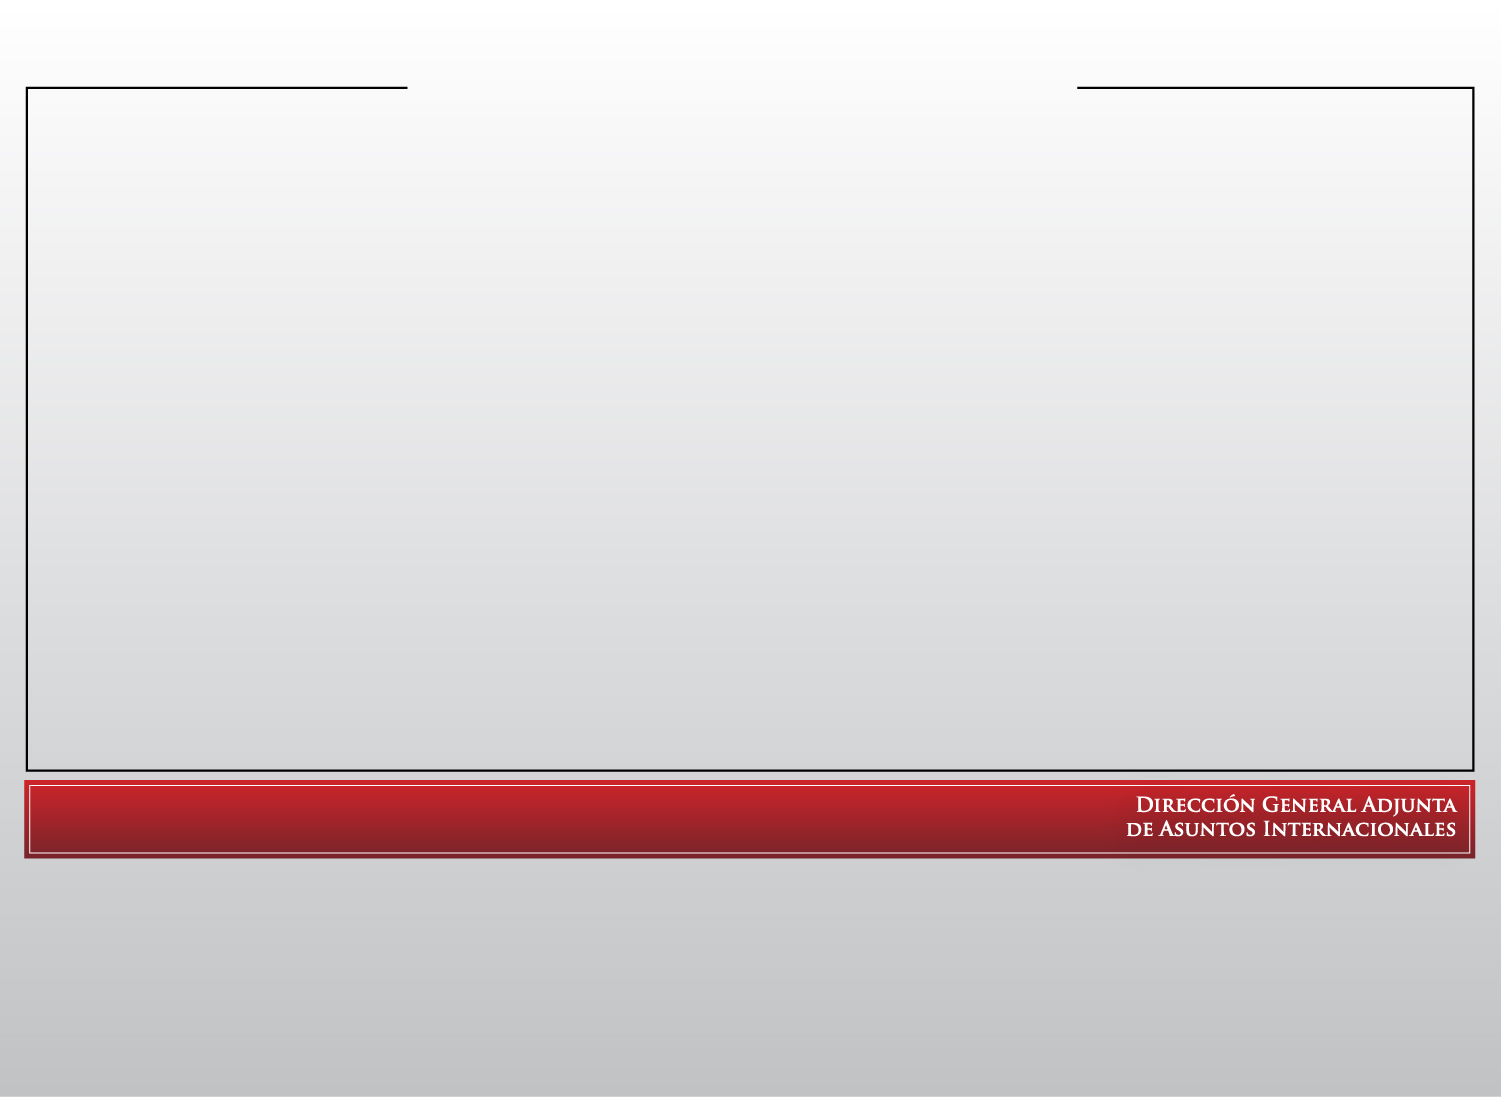 Dirección General Adjunta
de Asuntos Internacionales